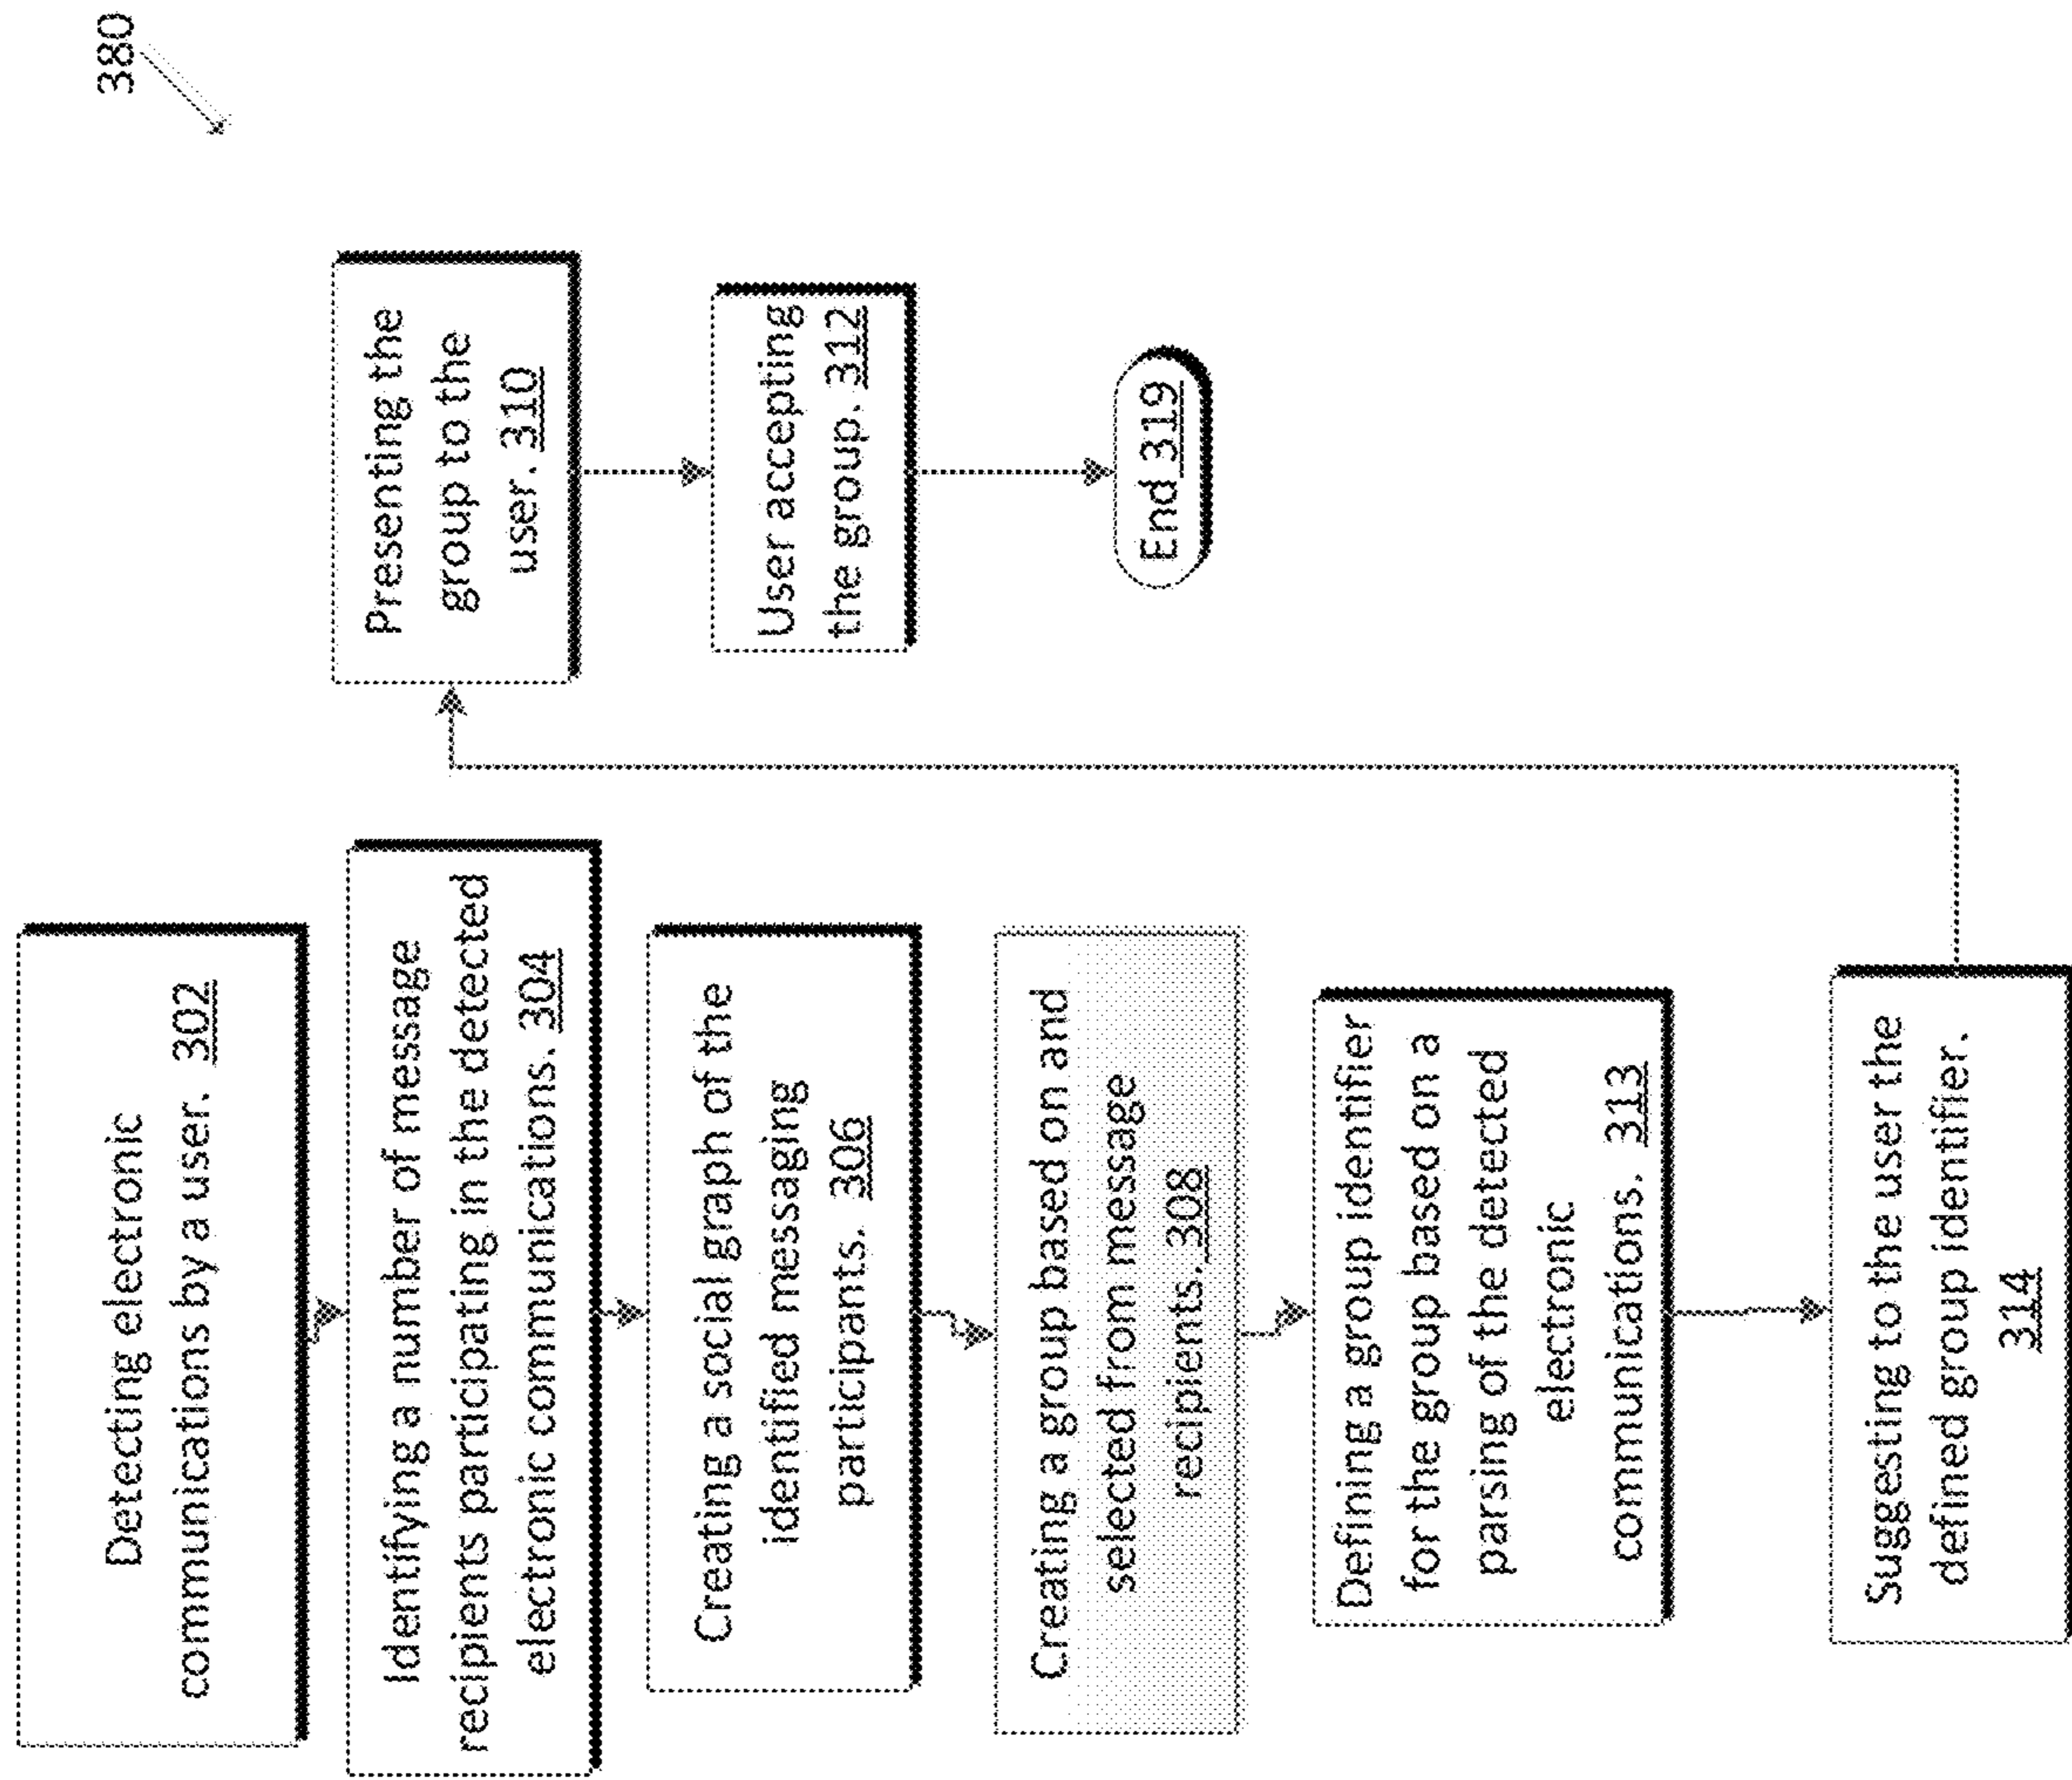 380
Detecting electronic
communications by a user. 302
Identifying a number of message
recipients participating in the detected
electronic communications. 304
Creating a social graph of the
identified messaging
participants. 306
Creating a group based on and
selected from message
recipients. 308
Defining a group identifier
for the group based on a
parsing of the detected
electronic
communications. 313
Suggesting to the user the
defined group identifier.
314
Presenting the
group to the
user. 310
User accepting
the group. 312
End 319